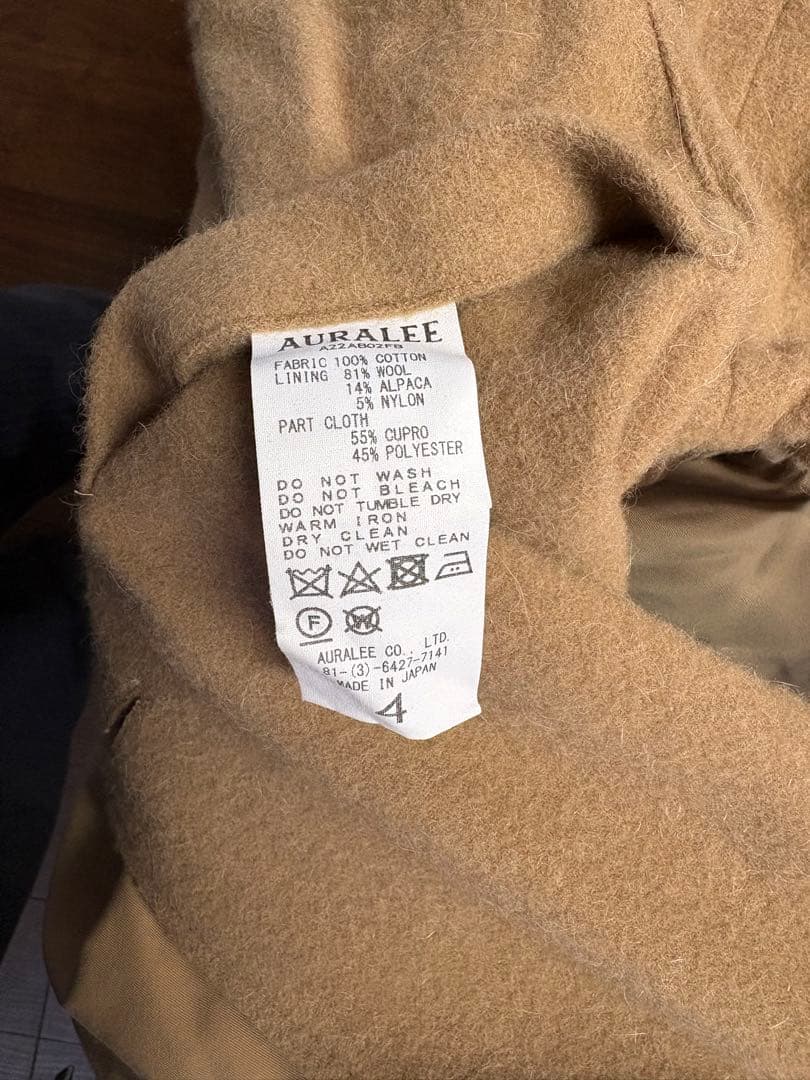 AURALEE
A22AB02FB
FABRIC 100% COTTON
LINING 81% WOOL
14% ALPACA
5% NYLON
PART CLOTH
55% CUPRO
45% POLYESTER
DO NOT WASH
DO NOT BLEACH
DO NOT TUMBLE DRY
WARM IRON
DRY CLEAN
DO NOT WET CLEAN
F W
AURALEE CO., LTD.
81-(3)-6427-7141
MADE IN JAPAN
4